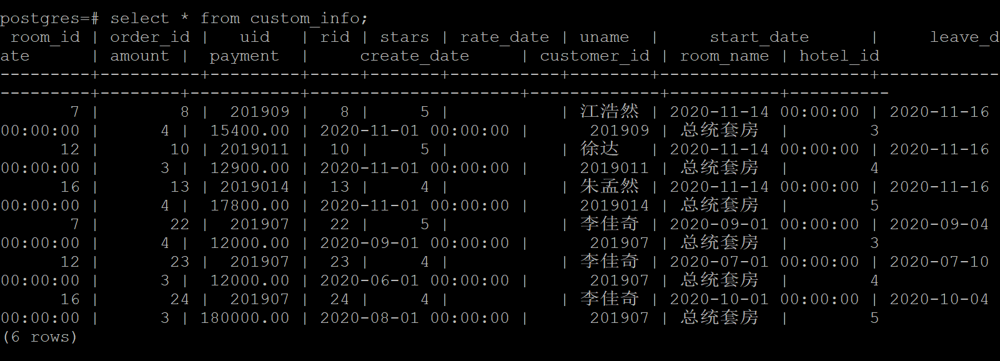 postgres=# select * from custom_info;
 room_id | order_id |   uid   | rid | stars | rate_date | uname  |     start_date      |     leave_d
ate      | amount |  payment  |     create_date     | customer_id | room_name | hotel_id
---------+----------+---------+-----+-------+-----------+--------+---------------------+------------
---------+--------+-----------+---------------------+-------------+-----------+----------
       7 |        8 |  201909 |   8 |     5 |           | 江浩然 | 2020-11-14 00:00:00 | 2020-11-16
00:00:00 |      4 |  15400.00 | 2020-11-01 00:00:00 |      201909 | 总统套房  |        3
      12 |       10 | 2019011 |  10 |     5 |           | 徐达   | 2020-11-14 00:00:00 | 2020-11-16
00:00:00 |      3 |  12900.00 | 2020-11-01 00:00:00 |     2019011 | 总统套房  |        4
      16 |       13 | 2019014 |  13 |     4 |           | 朱孟然 | 2020-11-14 00:00:00 | 2020-11-16
00:00:00 |      4 |  17800.00 | 2020-11-01 00:00:00 |     2019014 | 总统套房  |        5
       7 |       22 |  201907 |  22 |     5 |           | 李佳奇 | 2020-09-01 00:00:00 | 2020-09-04
00:00:00 |      4 |  12000.00 | 2020-09-01 00:00:00 |      201907 | 总统套房  |        3
      12 |       23 |  201907 |  23 |     4 |           | 李佳奇 | 2020-07-01 00:00:00 | 2020-07-10
00:00:00 |      3 |  12000.00 | 2020-06-01 00:00:00 |      201907 | 总统套房  |        4
      16 |       24 |  201907 |  24 |     4 |           | 李佳奇 | 2020-10-01 00:00:00 | 2020-10-04
00:00:00 |      3 | 180000.00 | 2020-08-01 00:00:00 |      201907 | 总统套房  |        5
(6 rows)